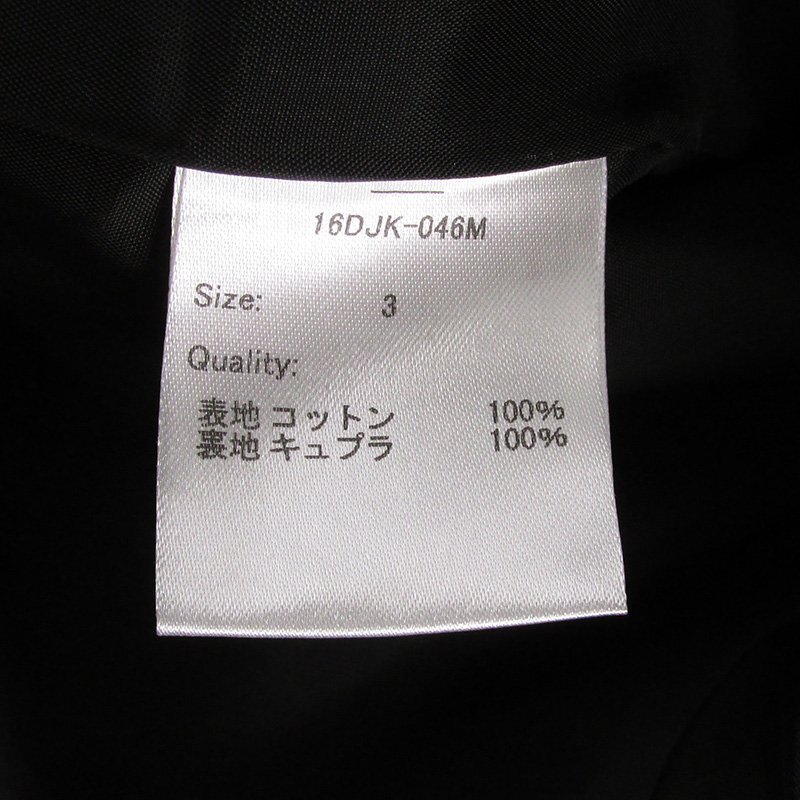 16DJK-046M
Size: 3
Quality:
表地 コットン 100%
裏地 キュプラ 100%